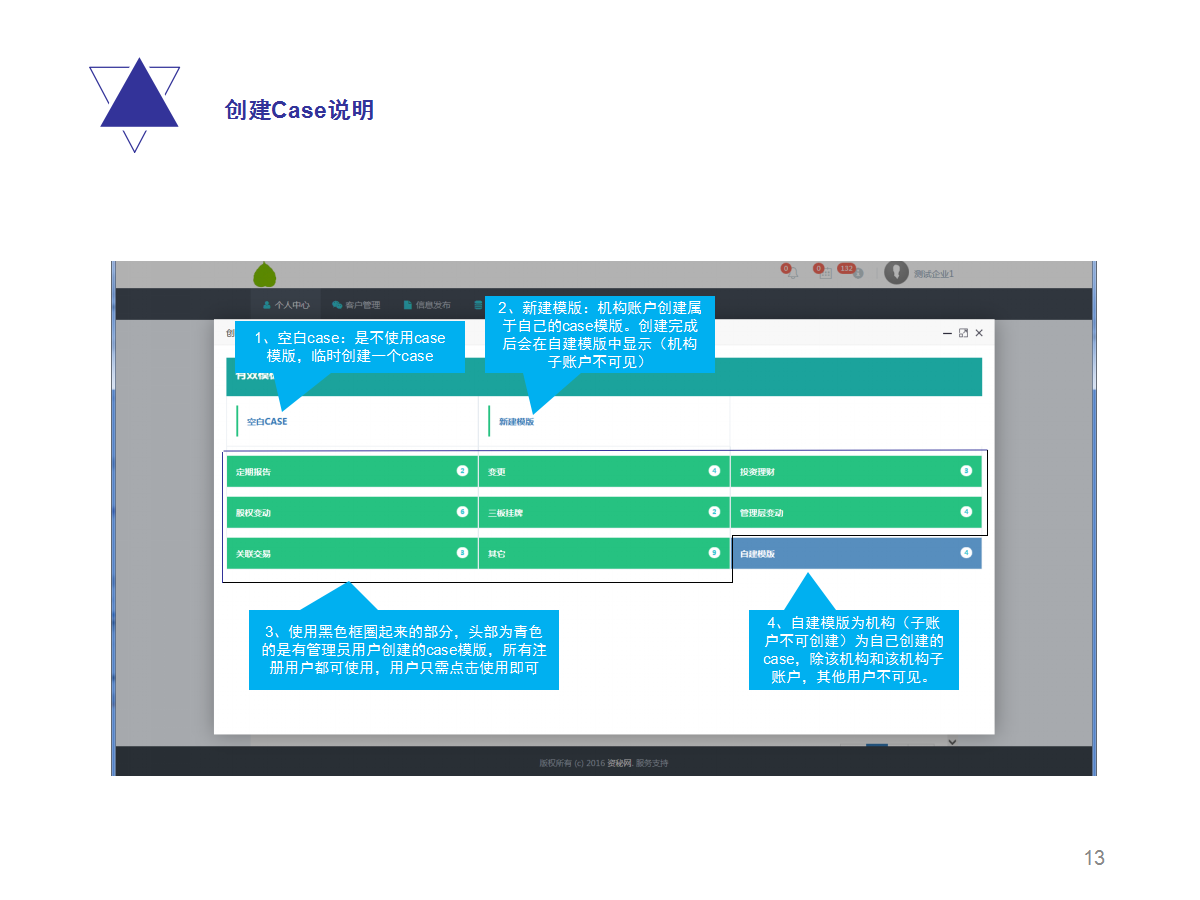 创建Case说明
0
0
132
测试企业1
个人中心
客户管理
信息发布
1、空白case：是不使用case
模版，临时创建一个case
2、新建模版：机构账户创建属
于自己的case模版。创建完成
后会在自建模版中显示（机构
子账户不可见）
空白CASE
新建模版
定期报告 2
变更 4
投资理财 3
股权变动 6
三板挂牌 2
管理层变动 4
关联交易
其它 9
自建模版 4
3、使用黑色框圈起来的部分，头部为青色
的是有管理员用户创建的case模版，所有注
册用户都可使用，用户只需点击使用即可
4、自建模版为机构（子账
户不可创建）为自己创建的
case，除该机构和该机构子
账户，其他用户不可见。
版权所有 (c) 2016 资秘网. 服务支持
13